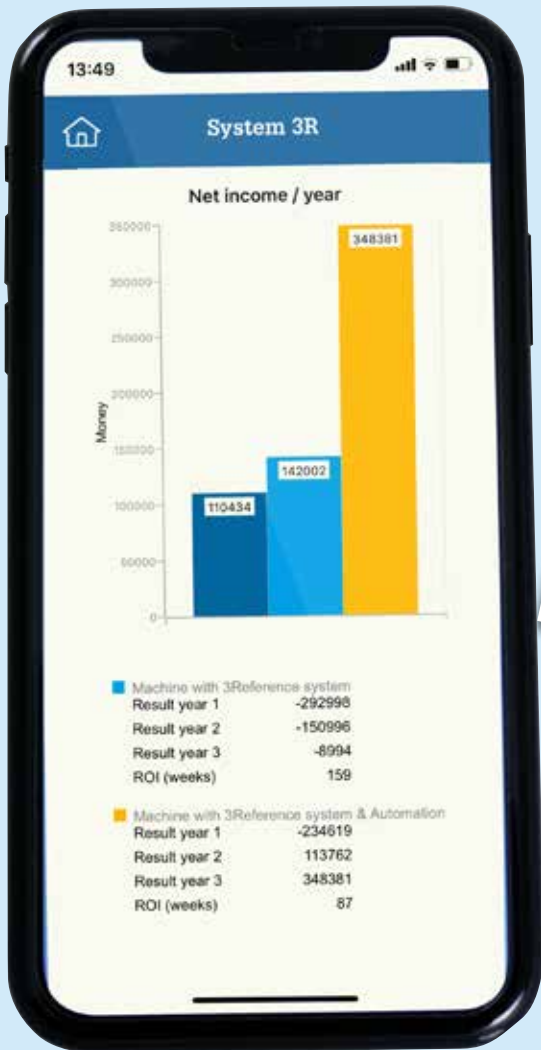 13:49
System 3R
Net income / year
350000
300000
250000
200000
150000
100000
50000
0
Money
348381
142002
110434
Machine with 3Reference system
Result year 1 -292998
Result year 2 -150996
Result year 3 -8994
ROI (weeks) 159
Machine with 3Reference system & Automation
Result year 1 -234619
Result year 2 113762
Result year 3 348381
ROI (weeks) 87